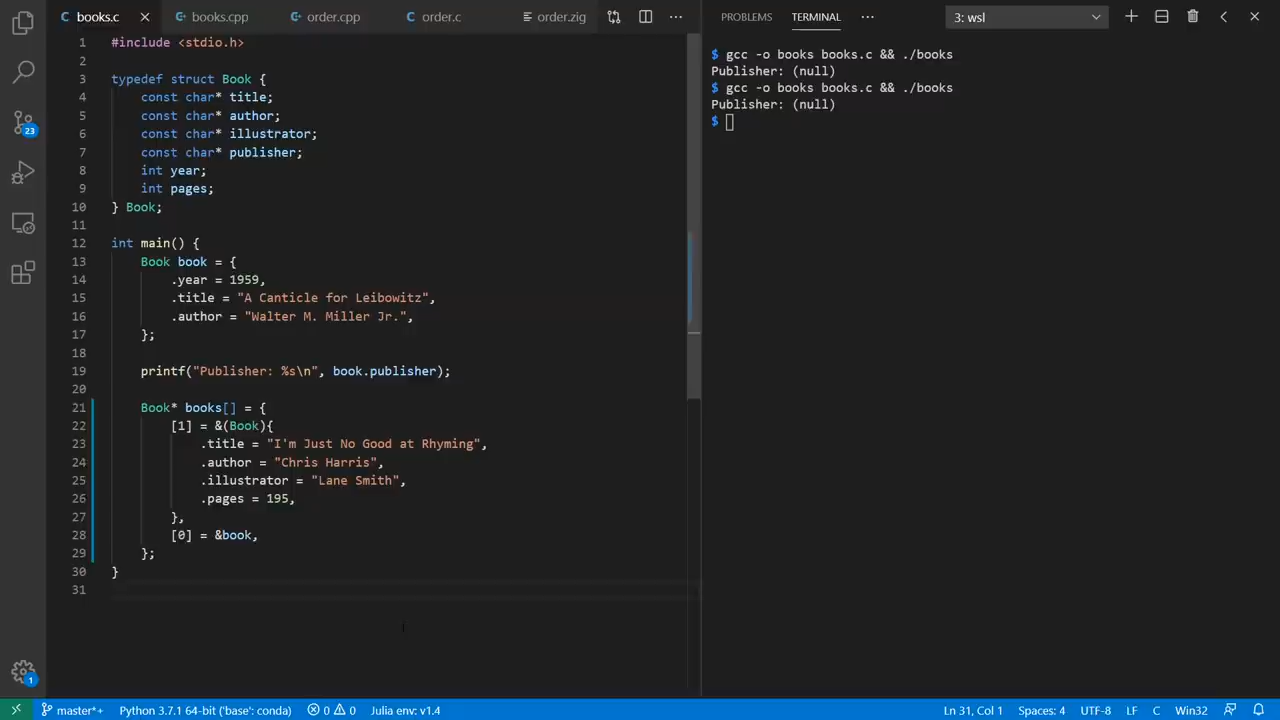 books.c
books.cpp
order.cpp
order.c
order.zig
PROBLEMS
TERMINAL
3: wsl
1 #include <stdio.h>
2
3 typedef struct Book {
4     const char* title;
5     const char* author;
6     const char* illustrator;
7     const char* publisher;
8     int year;
9     int pages;
10 } Book;
11
12 int main() {
13     Book book = {
14         .year = 1959,
15         .title = "A Canticle for Leibowitz",
16         .author = "Walter M. Miller Jr.",
17     };
18
19     printf("Publisher: %s\n", book.publisher);
20
21     Book* books[] = {
22         [1] = &(Book){
23             .title = "I'm Just No Good at Rhyming",
24             .author = "Chris Harris",
25             .illustrator = "Lane Smith",
26             .pages = 195,
27         },
28         [0] = &book,
29     };
30 }
31
$ gcc -o books books.c && ./books
Publisher: (null)
$ gcc -o books books.c && ./books
Publisher: (null)
$
23
1
master*+
Python 3.7.1 64-bit ('base': conda)
0
0
Julia env: v1.4
Ln 31, Col 1
Spaces: 4
UTF-8
LF
C
Win32